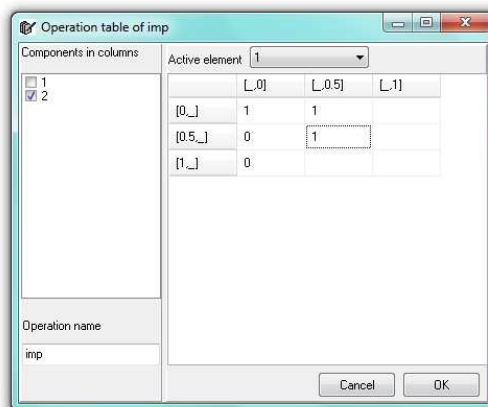 Operation table of imp
Components in columns
1
2
Active element 1
[_,0] [_,0.5] [_,1]
[0,_] 1 1
[0.5,_] 0 1
[1,_] 0
Operation name
imp
Cancel OK